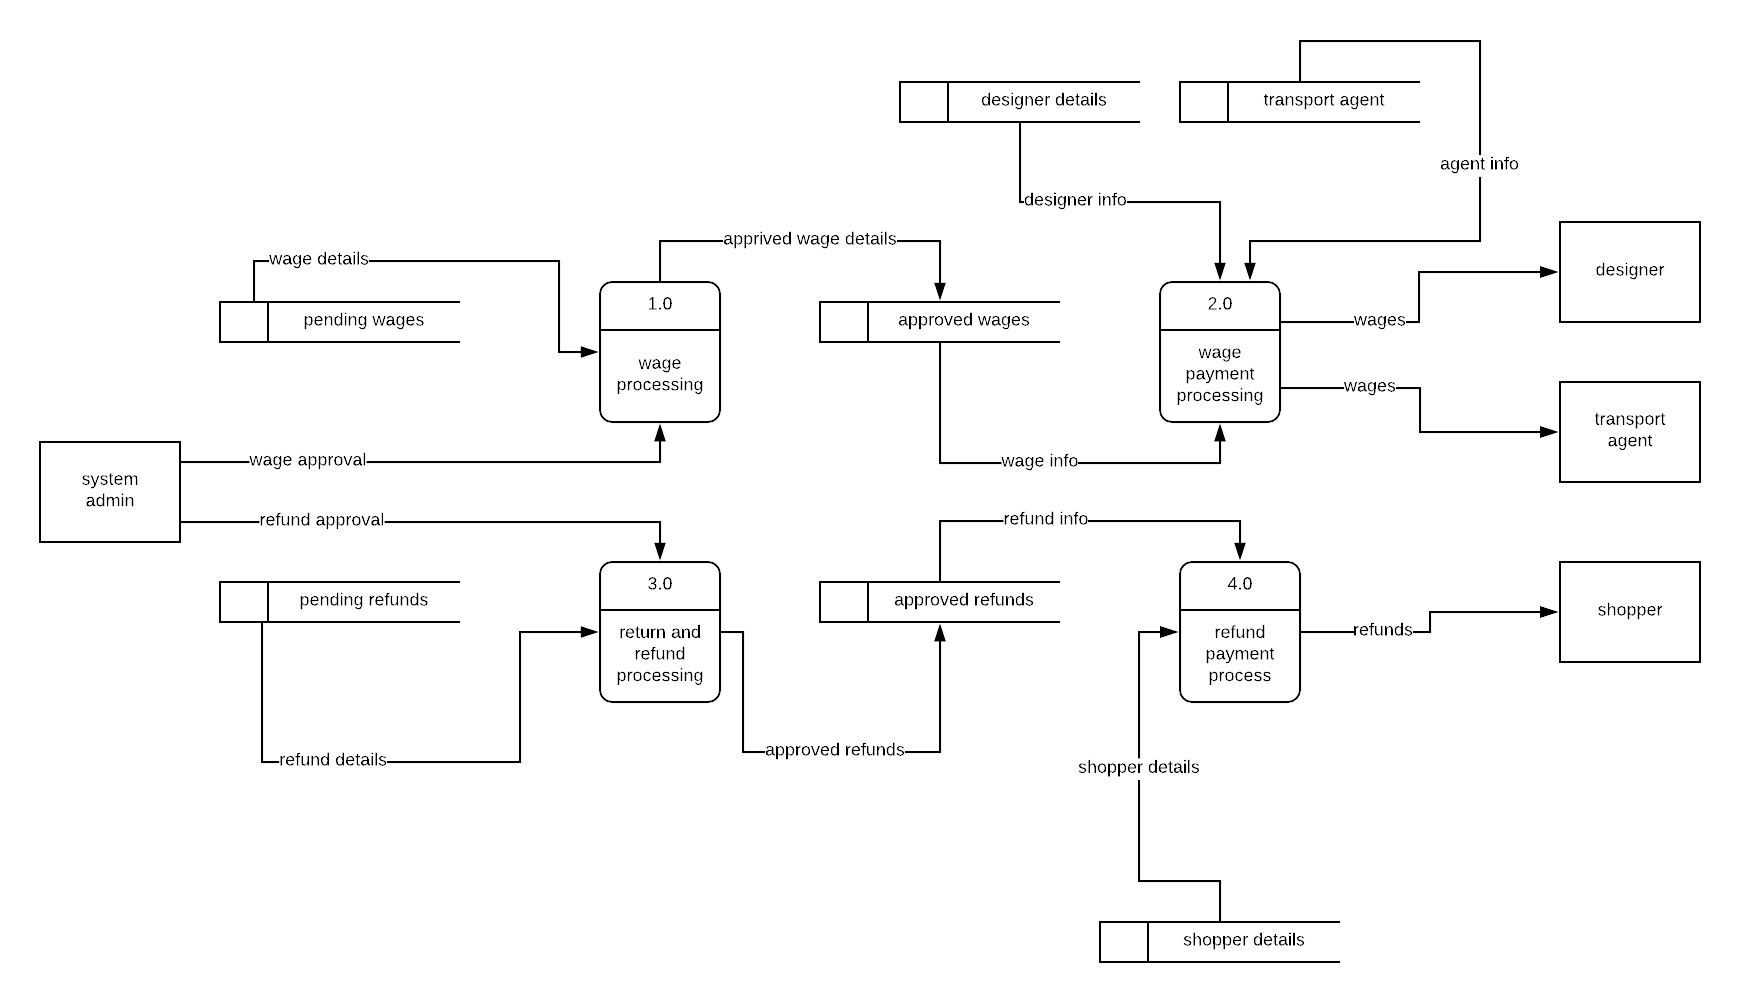 designer details
transport agent
agent info
designer info
apprived wage details
wage details
designer
1.0
2.0
pending wages
approved wages
wages
wage
processing
wage
payment
processing
wages
transport
agent
wage approval
wage info
system
admin
refund approval
refund info
3.0
4.0
pending refunds
approved refunds
shopper
return and
refund
processing
refund
payment
process
refunds
refund details
approved refunds
shopper details
shopper details